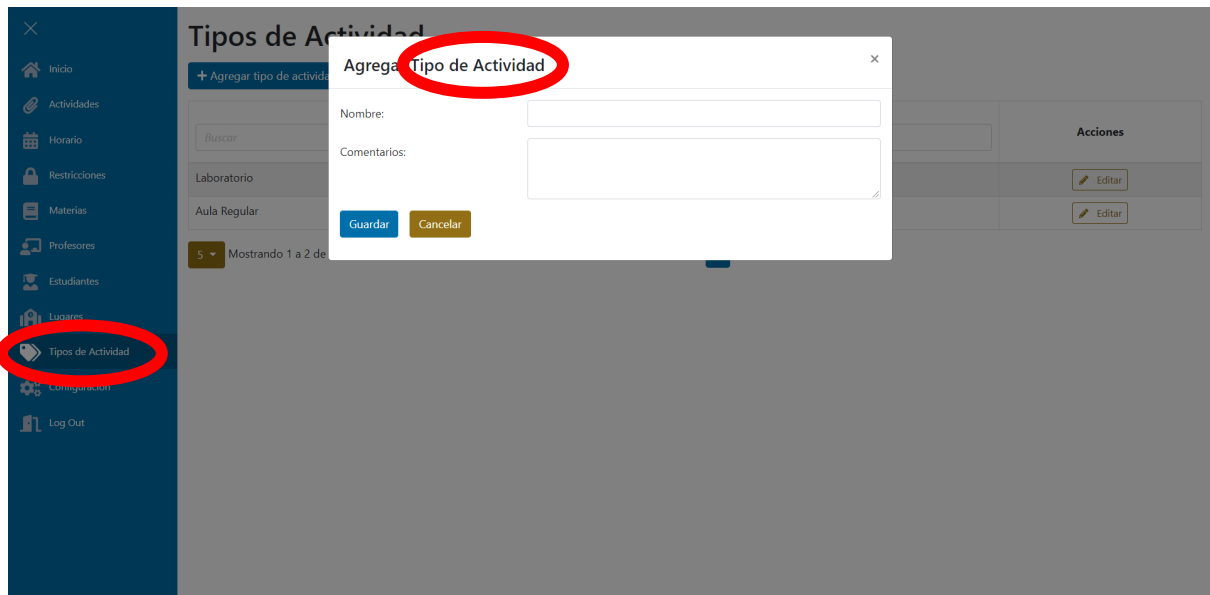 Inicio
Actividades
Horario
Restricciones
Materias
Profesores
Estudiantes
Lugares
Tipos de Actividad
Configuración
Log Out
Tipos de Actividad
+ Agregar tipo de activida
Buscar
Acciones
Laboratorio
Editar
Aula Regular
Editar
5
Mostrando 1 a 2 de
Agregar Tipo de Actividad
×
Nombre:
Comentarios:
Guardar
Cancelar